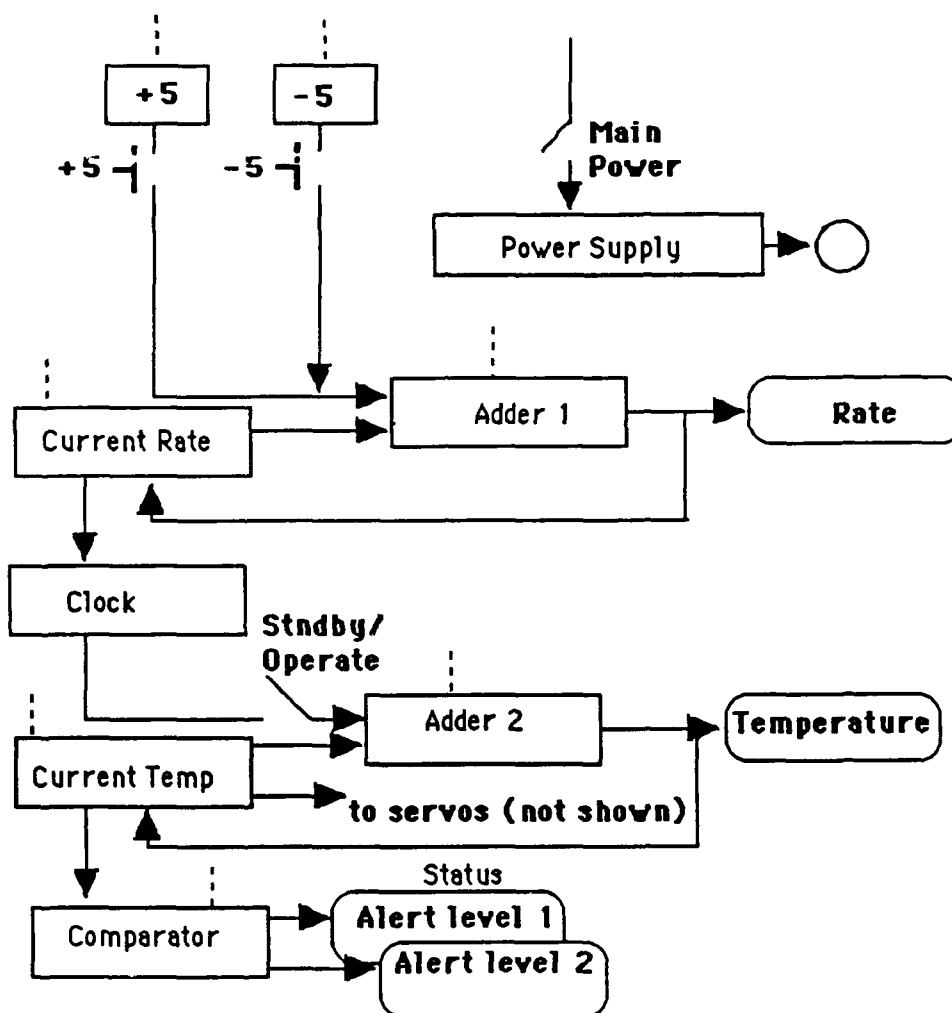 +5
-5
+5
-5
Main
Power
Power Supply
Adder 1
Rate
Current Rate
Clock
Stndby/
Operate
Adder 2
Temperature
Current Temp
to servos (not shown)
Status
Alert level 1
Comparator
Alert level 2